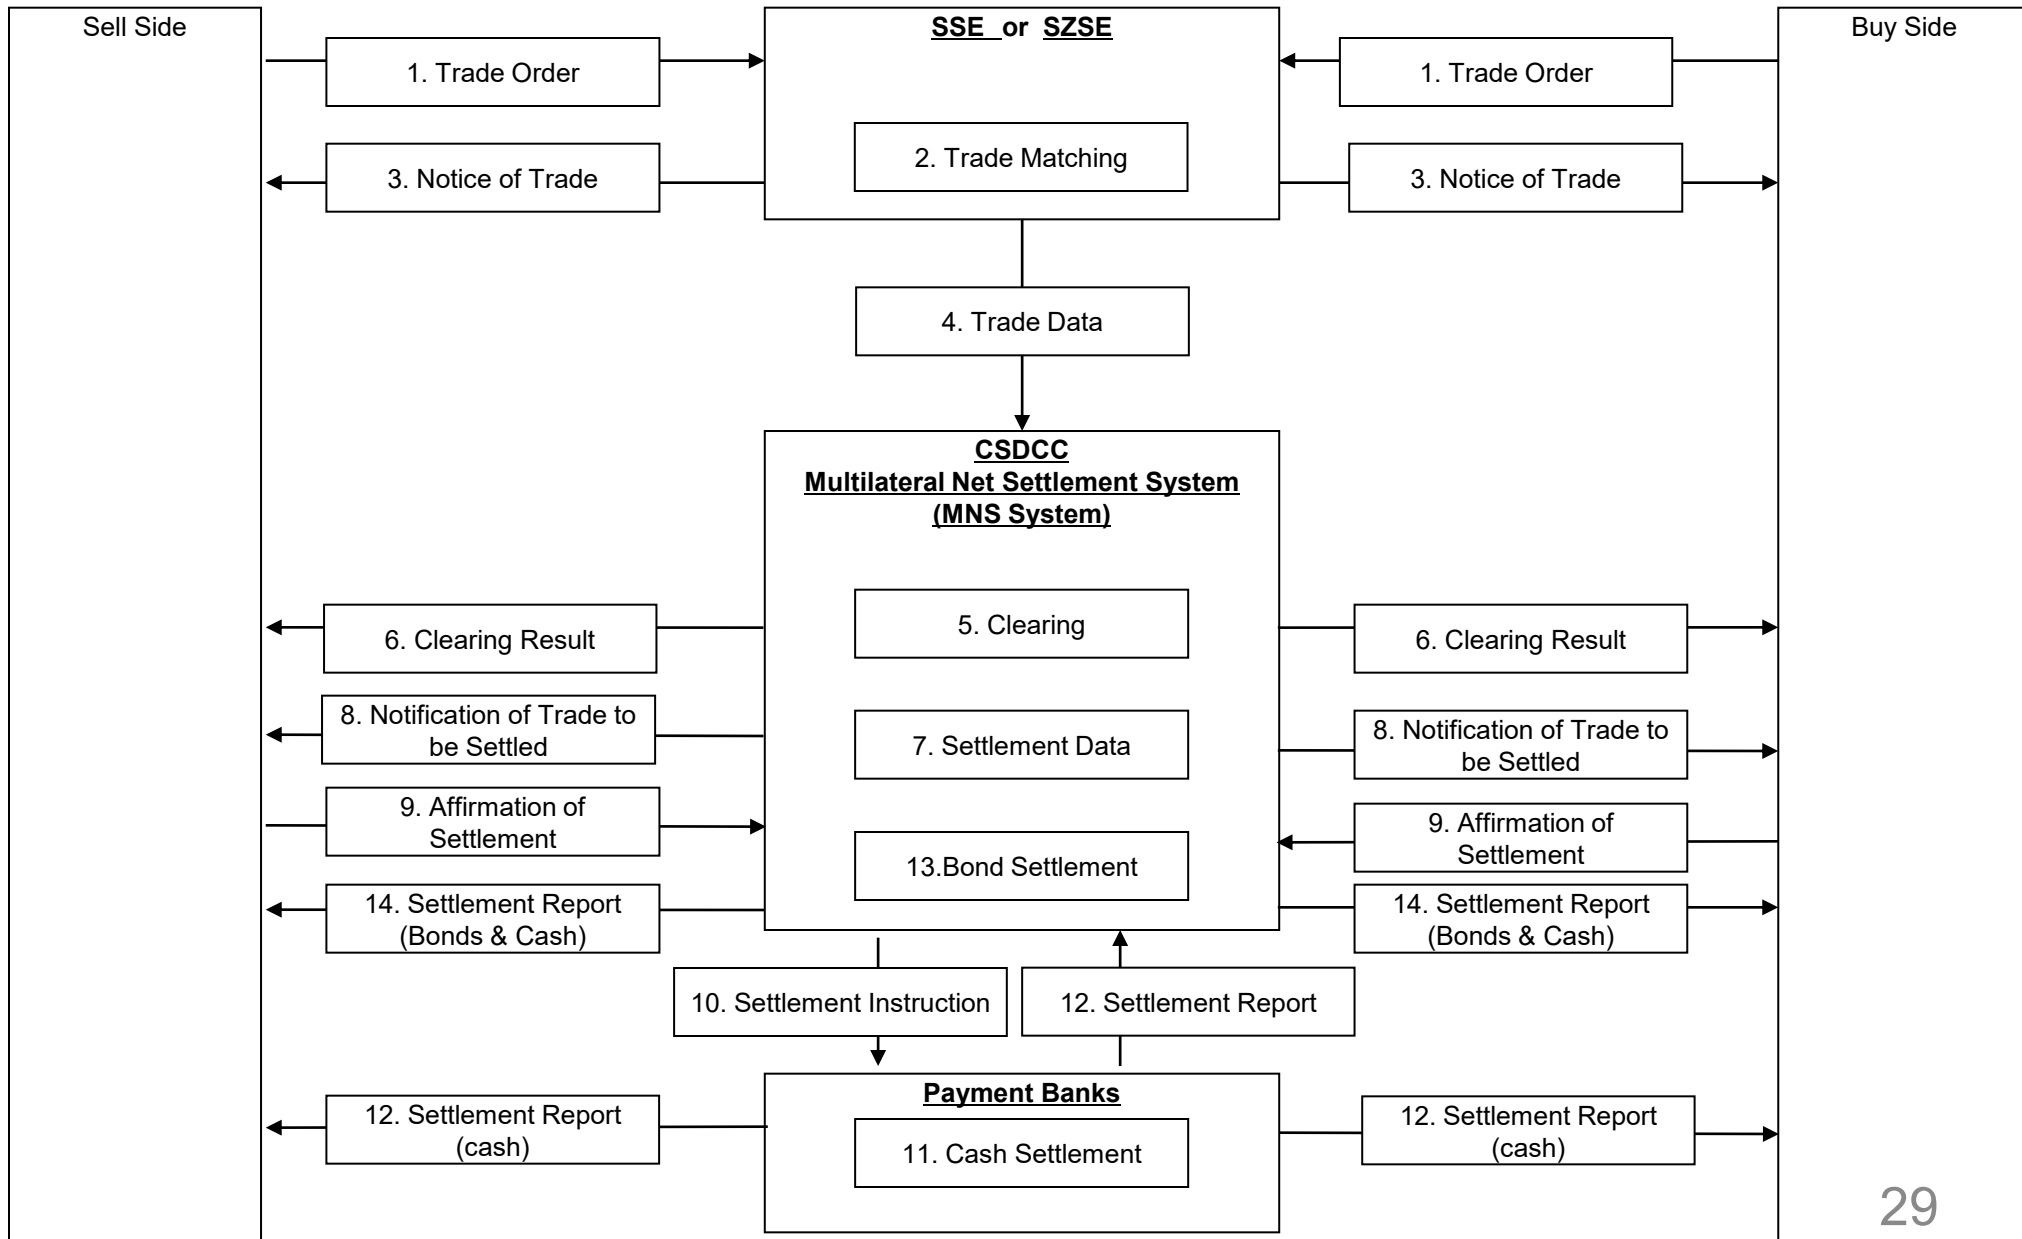 Sell Side
SSE or SZSE
Buy Side
1. Trade Order
1. Trade Order
2. Trade Matching
3. Notice of Trade
3. Notice of Trade
4. Trade Data
CSDCC
Multilateral Net Settlement System
(MNS System)
5. Clearing
6. Clearing Result
6. Clearing Result
8. Notification of Trade to
be Settled
7. Settlement Data
8. Notification of Trade to
be Settled
9. Affirmation of
Settlement
9. Affirmation of
Settlement
13.Bond Settlement
14. Settlement Report
(Bonds & Cash)
14. Settlement Report
(Bonds & Cash)
10. Settlement Instruction
12. Settlement Report
Payment Banks
12. Settlement Report
(cash)
11. Cash Settlement
12. Settlement Report
(cash)
29